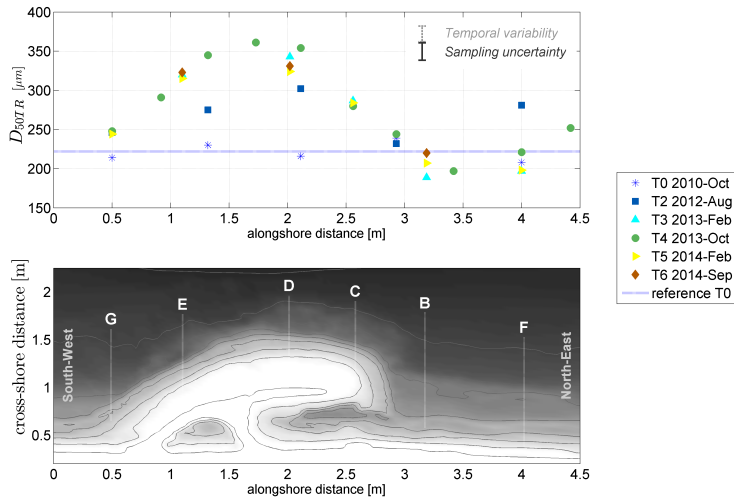 400
350
300
250
200
150
D50TR [μm]
Temporal variability
Sampling uncertainty
0 0.5 1 1.5 2 2.5 3 3.5 4 4.5
alongshore distance [m]
T0 2010-Oct
T2 2012-Aug
T3 2013-Feb
T4 2013-Oct
T5 2014-Feb
T6 2014-Sep
reference T0
2
1.5
1
0.5
cross-shore distance [m]
South-West
G
E
D
C
B
F
North-East
0 0.5 1 1.5 2 2.5 3 3.5 4 4.5
alongshore distance [m]